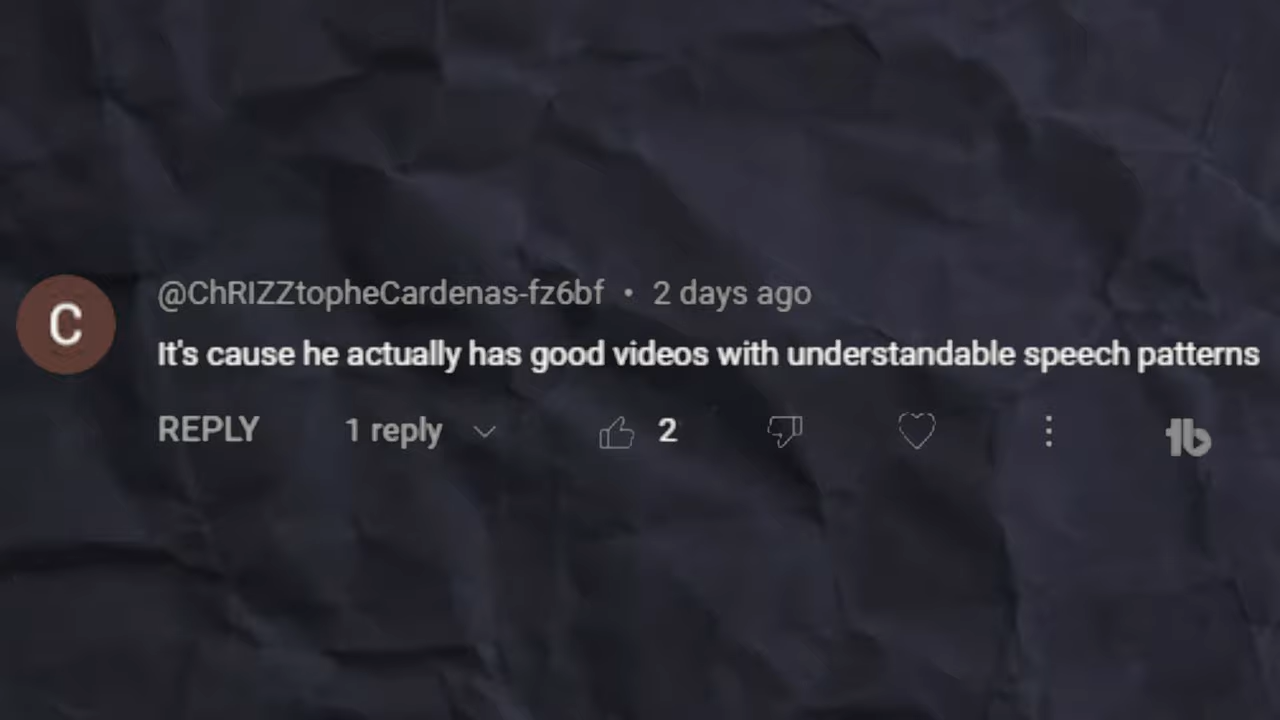 C
@ChRIZZtopheCardenas-fz6bf • 2 days ago
It's cause he actually has good videos with understandable speech patterns
REPLY 1 reply 2
tb